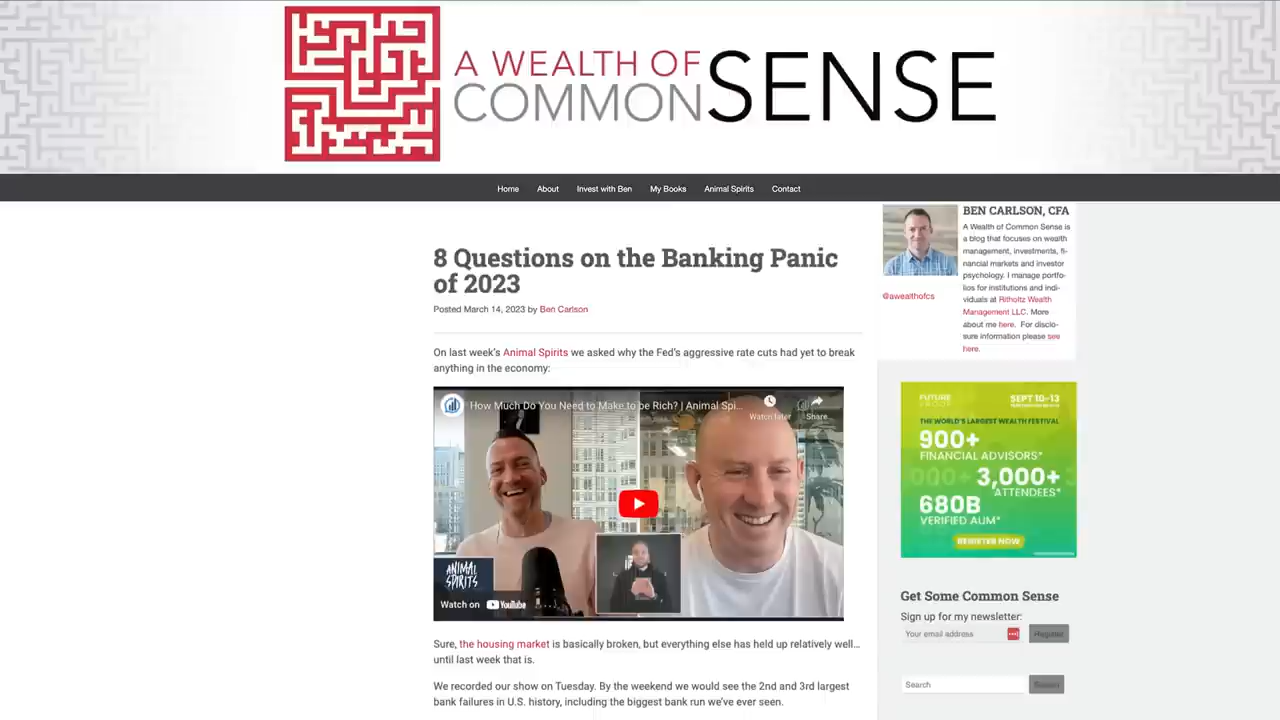 A WEALTH OF
COMMONSENSE
Home About Invest with Ben My Books Animal Spirits Contact
8 Questions on the Banking Panic
of 2023
Posted March 14, 2023 by Ben Carlson
On last week's Animal Spirits we asked why the Fed's aggressive rate cuts had yet to break
anything in the economy:
How Much Do You Need to Make to be Rich? | Animal Spi...
Watch later
Share
ANIMAL
SPIRITS
Watch on YouTube
Sure, the housing market is basically broken, but everything else has held up relatively well…
until last week that is.
We recorded our show on Tuesday. By the weekend we would see the 2nd and 3rd largest
bank failures in U.S. history, including the biggest bank run we've ever seen.
BEN CARLSON, CFA
A Wealth of Common Sense is
a blog that focuses on wealth
management, investments, fi-
nancial markets and investor
psychology. I manage portfo-
lios for institutions and indi-
viduals at Ritholtz Wealth
Management LLC. More
about me here. For disclo-
sure information please see
here.
@awealthofcs
FUTURE
PROOF
SEPT 10-13
THE WORLD'S LARGEST WEALTH FESTIVAL
900+
FINANCIAL ADVISORS*
3,000+
ATTENDEES*
680B
VERIFIED AUM*
REGISTER NOW
Get Some Common Sense
Sign up for my newsletter:
Your email address
Register
Search